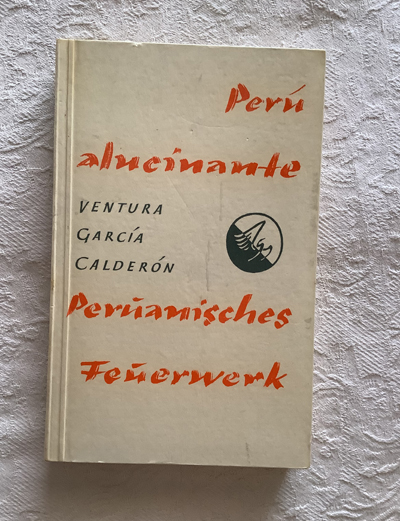 Perú
alucinante
VENTURA
GARCÍA
CALDERÓN
Peruanisches
Feuerwerk